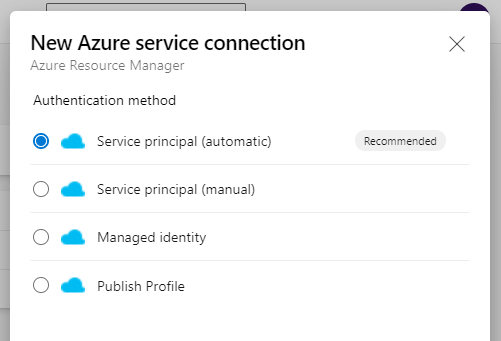 New Azure service connection
Azure Resource Manager
Authentication method
Service principal (automatic) Recommended
Service principal (manual)
Managed identity
Publish Profile